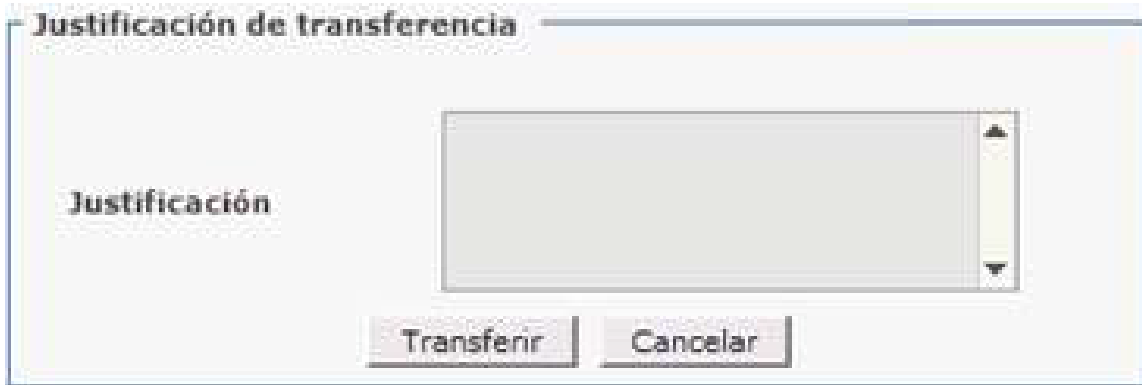 Justificación de transferencia
Justificación
Transferir Cancelar